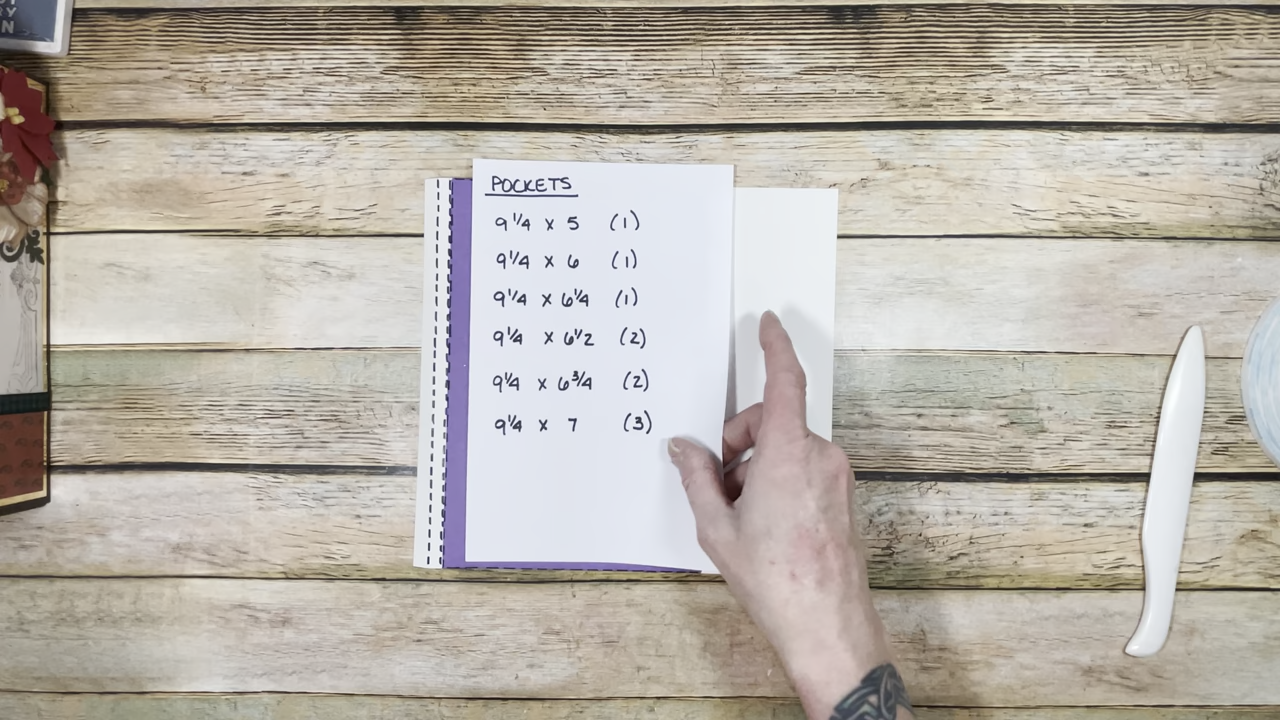 POCKETS
9 1/4 x 5 (1)
9 1/4 x 6 (1)
9 1/4 x 6 1/4 (1)
9 1/4 x 6 1/2 (2)
9 1/4 x 6 3/4 (2)
9 1/4 x 7 (3)